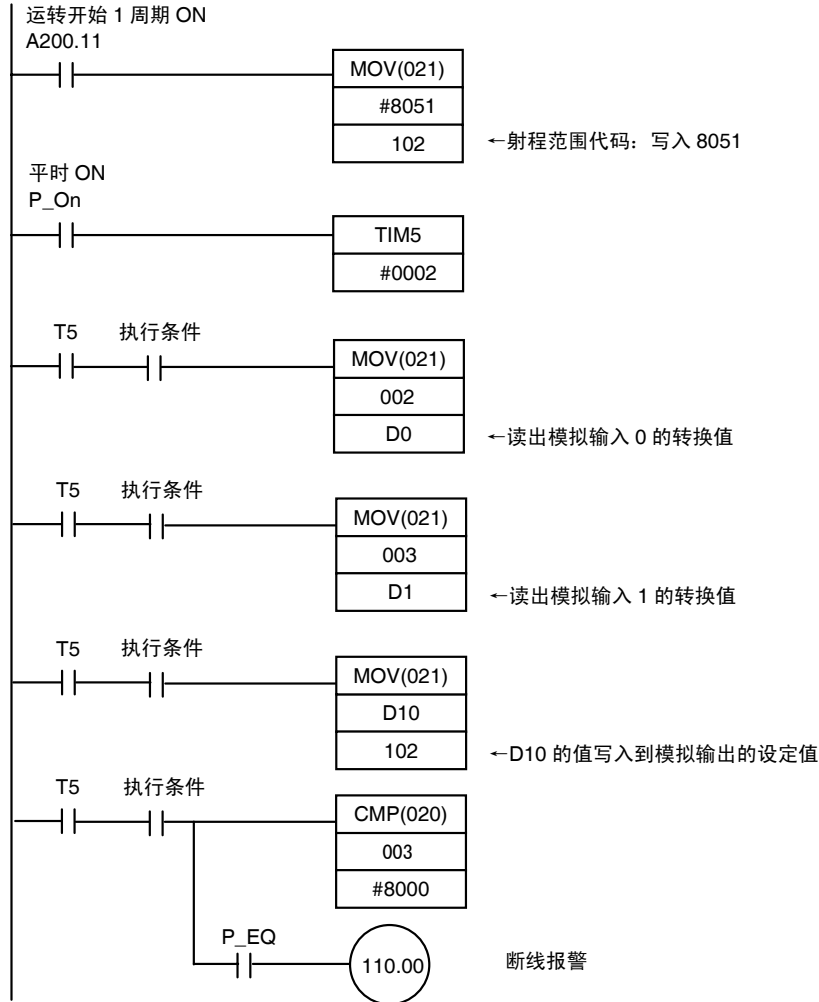 运转开始 1 周期 ON
A200.11
MOV(021)
#8051
102 ←射程范围代码：写入 8051
平时 ON
P_On
TIM5
#0002
T5 执行条件
MOV(021)
002
D0 ←读出模拟输入 0 的转换值
T5 执行条件
MOV(021)
003
D1 ←读出模拟输入 1 的转换值
T5 执行条件
MOV(021)
D10
102 ←D10 的值写入到模拟输出的设定值
T5 执行条件
CMP(020)
003
#8000
P_EQ
110.00 断线报警